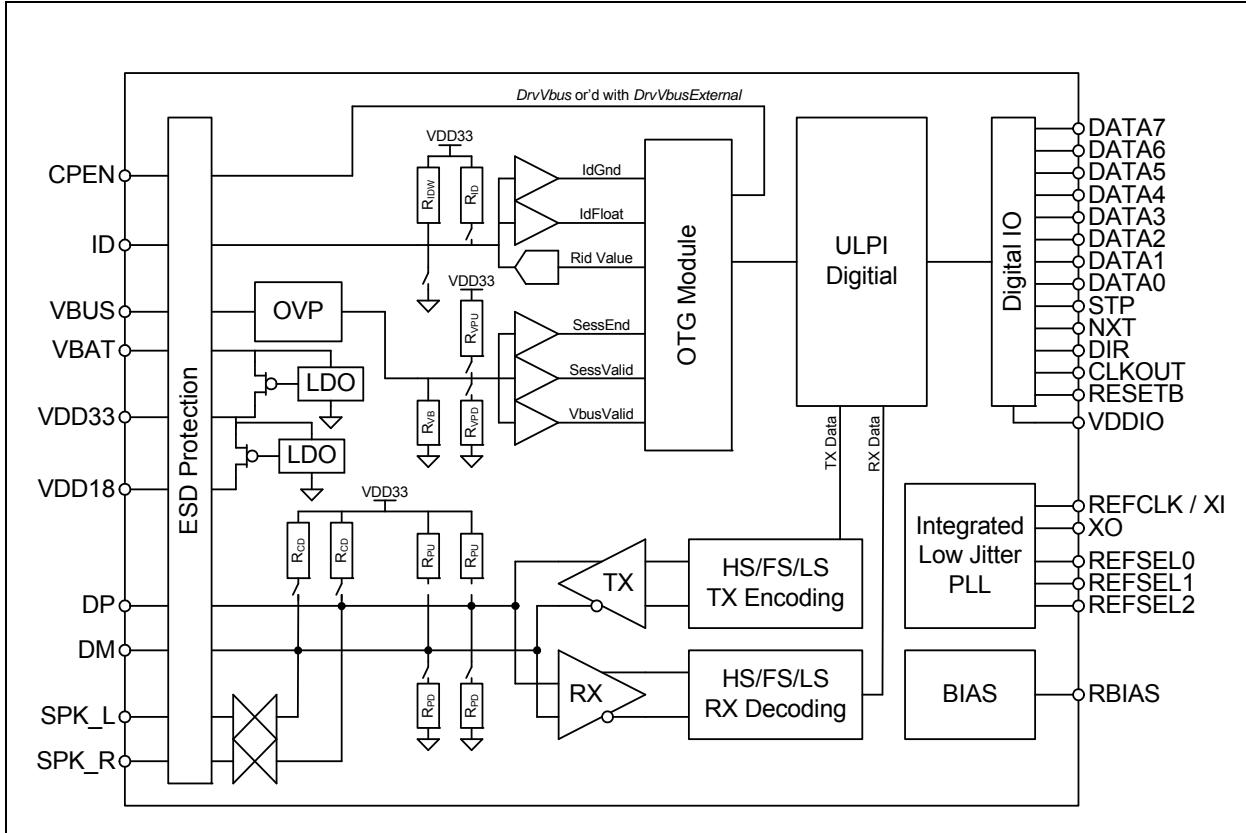 DrvVbus or'd with DrvVbusExternal
CPEN
ID
VBUS
VBAT
VDD33
VDD18
DP
DM
SPK_L
SPK_R
ESD Protection
OVP
LDO
LDO
VDD33
RIDW
RID
IdGnd
IdFloat
Rid Value
VDD33
RVPU
RVB
RVPD
SessEnd
SessValid
VbusValid
OTG Module
ULPI
Digitial
TX Data
RX Data
Digital IO
DATA7
DATA6
DATA5
DATA4
DATA3
DATA2
DATA1
DATA0
STP
NXT
DIR
CLKOUT
RESETB
VDDIO
VDD33
RCD
RCD
RPU
RPU
RPD
RPD
TX
RX
HS/FS/LS
TX Encoding
HS/FS/LS
RX Decoding
Integrated
Low Jitter
PLL
REFCLK / XI
XO
REFSEL0
REFSEL1
REFSEL2
BIAS
RBIAS